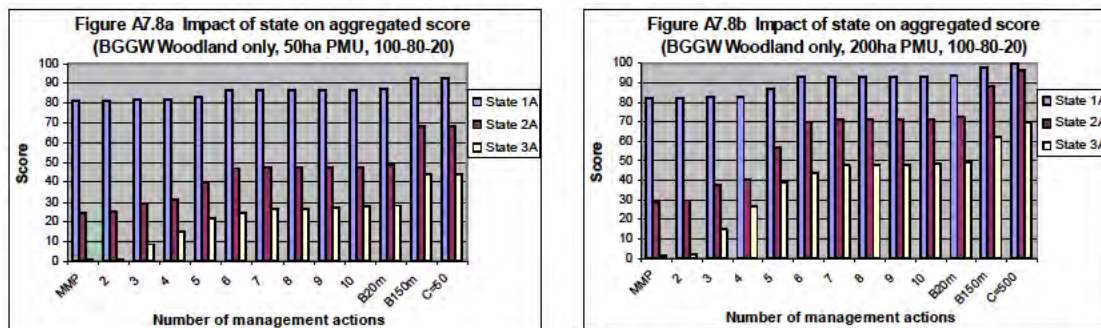 Figure A7.8a Impact of state on aggregated score
(BGGW Woodland only, 50ha PMU, 100-80-20)
100
90
80
70
60
50
40
30
20
10
0
Score
MMP 2 3 4 5 6 7 8 9 10 B20m B150m C=50
Number of management actions
State 1A
State 2A
State 3A
Figure A7.8b Impact of state on aggregated score
(BGGW Woodland only, 200ha PMU, 100-80-20)
100
90
80
70
60
50
40
30
20
10
0
Score
MMP 2 3 4 5 6 7 8 9 10 B20m B150m C=500
Number of management actions
State 1A
State 2A
State 3A